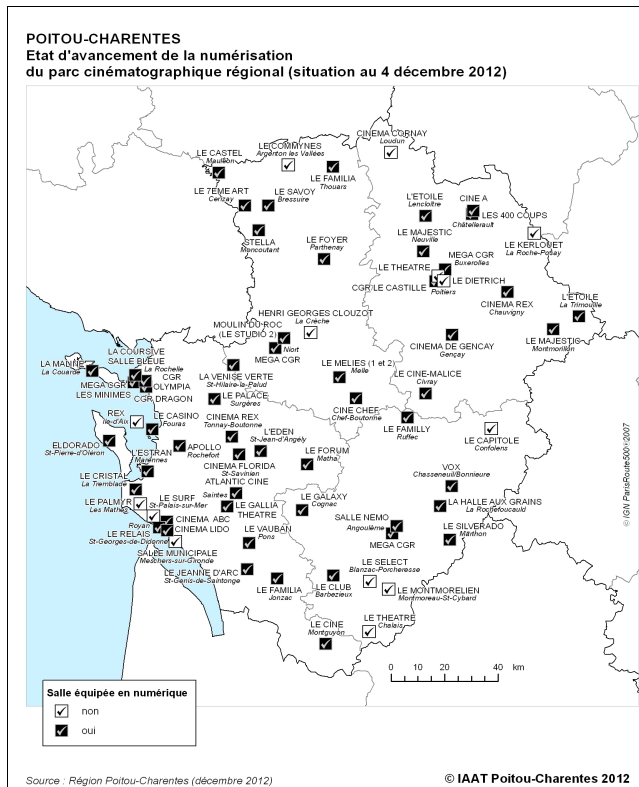 POITOU-CHARENTES
Etat d'avancement de la numérisation
du parc cinématographique régional (situation au 4 décembre 2012)
CINEMA CORNAY
Loudun
LE COMMYNES
Argenton les Vallées
LE CASTEL
Mauléon
LE FAMILIA
Thouars
LE 7EME ART
Cerizay
LE SAVOY
Bressuire
L'ETOILE
Lencloître
CINE A
LES 400 COUPS
Châtellerault
STELLA
Moncoutant
LE FOYER
Parthenay
LE MAJESTIC
Neuville
LE KERLOUET
La Roche-Posay
MEGA CGR
Buxerolles
LE THEATRE
CGR LE CASTILLE
LE DIETRICH
Poitiers
CINEMA REX
Chauvigny
L'ETOILE
La Trimouille
HENRI GEORGES CLOUZOT
La Crèche
MOULIN DU ROC
(LE STUDIO 2)
Niort
MEGA CGR
CINEMA DE GENCAY
Gençay
LE MAJESTIC
Montmorillon
LA COURSIVE
SALLE BLEUE
La Rochelle
LA MALINE
La Couarde
CGR
OLYMPIA
MEGA CGR
LES MINIMES
CGR DRAGON
LA VENISE VERTE
St-Hilaire-la-Palud
LE MELIES (1 et 2)
Melle
LE CINE-MALICE
Civray
LE PALACE
Surgères
CINE CHEF
Chef-Boutonne
REX
Ile-d'Aix
LE CASINO
Fouras
CINEMA REX
Tonnay-Boutonne
LE FAMILLY
Ruffec
LE CAPITOLE
Confolens
ELDORADO
St-Pierre-d'Oléron
APOLLO
Rochefort
L'EDEN
St-Jean-d'Angély
L'ESTRAN
Marennes
CINEMA FLORIDA
St-Savinien
LE FORUM
Matha
VOX
Chasseneuil/Bonnieure
LE CRISTAL
La Tremblade
ATLANTIC CINE
Saintes
LE GALLIA
THEATRE
LE GALAXY
Cognac
LA HALLE AUX GRAINS
La Rochefoucauld
LE PALMYR
Les Mathes
LE SURF
St-Palais-sur-Mer
CINEMA ABC
Royan
CINEMA LIDO
LE RELAIS
St-Georges-de-Didonne
SALLE NEMO
Angoulême
MEGA CGR
LE SILVERADO
Marthon
LE VAUBAN
Pons
SALLE MUNICIPALE
Meschers-sur-Gironde
LE JEANNE D'ARC
St-Genis-de-Saintonge
LE FAMILIA
Jonzac
LE CLUB
Barbezieux
LE SELECT
Blanzac-Porcheresse
LE MONTMORELIEN
Montmoreau-St-Cybard
LE THEATRE
Chalais
LE CINE
Montguyon
0 20 40 km
© IGN ParisRoute500®2007
Salle équipée en numérique
non
oui
Source : Région Poitou-Charentes (décembre 2012)
© IAAT Poitou-Charentes 2012